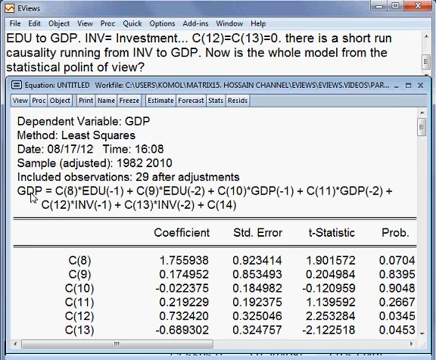 EViews
File Edit Object View Proc Quick Options Window Help
EDU to GDP. INV= Investment... C(12)=C(13)=0. there is a short run
causality running from INV to GDP. Now is the whole model from the
statistical polint of view?
Equation: UNTITLED Workfile: C:\USERS\KOMOL\MATRIX15. HOSSAIN CHANNEL\EVIEWS.VIDEOS\PAR...
View Proc Object Print Name Freeze Estimate Forecast Stats Resids
Dependent Variable: GDP
Method: Least Squares
Date: 08/17/12 Time: 16:08
Sample (adjusted): 1982 2010
Included observations: 29 after adjustments
GDP = C(8)*EDU(-1) + C(9)*EDU(-2) + C(10)*GDP(-1) + C(11)*GDP(-2) +
C(12)*INV(-1) + C(13)*INV(-2) + C(14)
Coefficient Std. Error t-Statistic Prob.
C(8) 1.755938 0.923414 1.901572 0.0704
C(9) 0.174952 0.853493 0.204984 0.8395
C(10) -0.022375 0.184982 -0.120959 0.9048
C(11) 0.219229 0.192375 1.139592 0.2667
C(12) 0.732420 0.325046 2.253284 0.0345
C(13) -0.689302 0.324757 -2.122518 0.0453